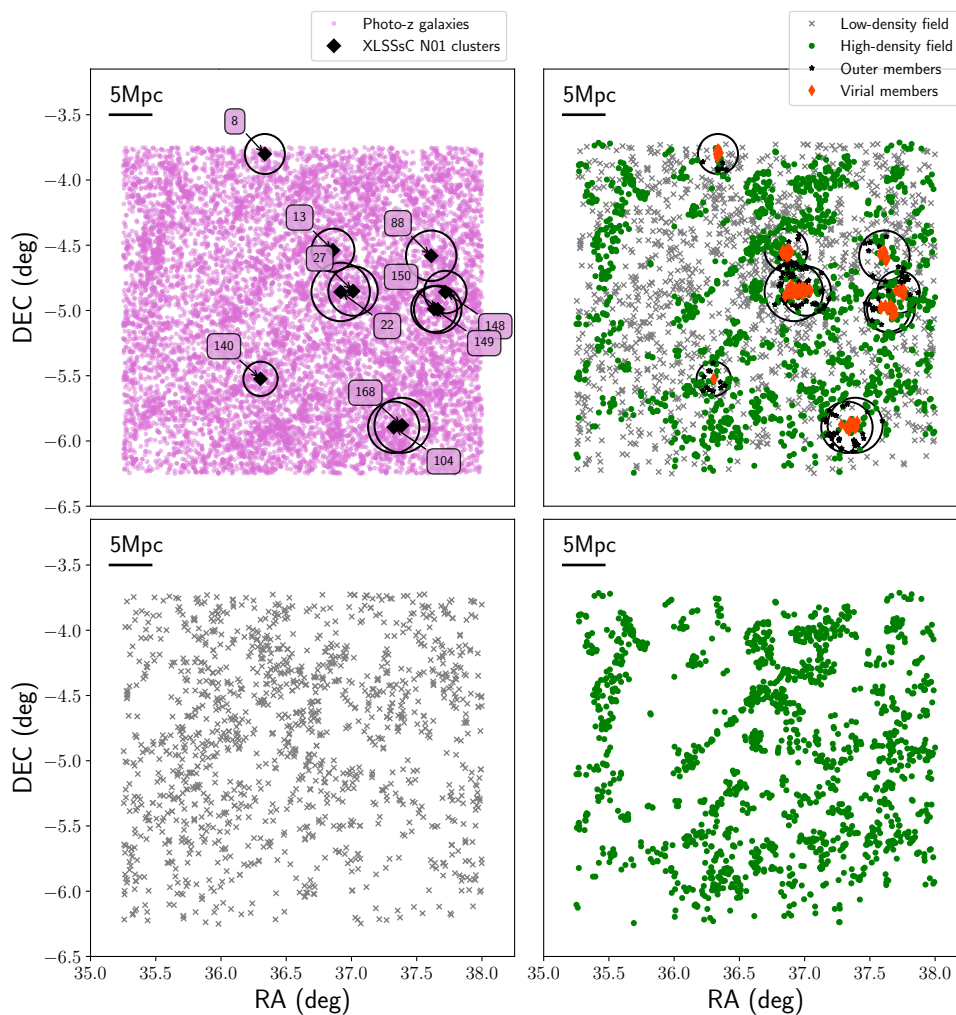 Photo-z galaxies
XLSSsC N01 clusters
Low-density field
High-density field
Outer members
Virial members
5Mpc
8
13
27
88
150
22
148
149
140
168
104
−3.5
−4.0
−4.5
−5.0
−5.5
−6.0
−6.5
DEC (deg)
5Mpc
5Mpc
−3.5
−4.0
−4.5
−5.0
−5.5
−6.0
−6.5
DEC (deg)
35.0
35.5
36.0
36.5
37.0
37.5
38.0
RA (deg)
5Mpc
35.0
35.5
36.0
36.5
37.0
37.5
38.0
RA (deg)